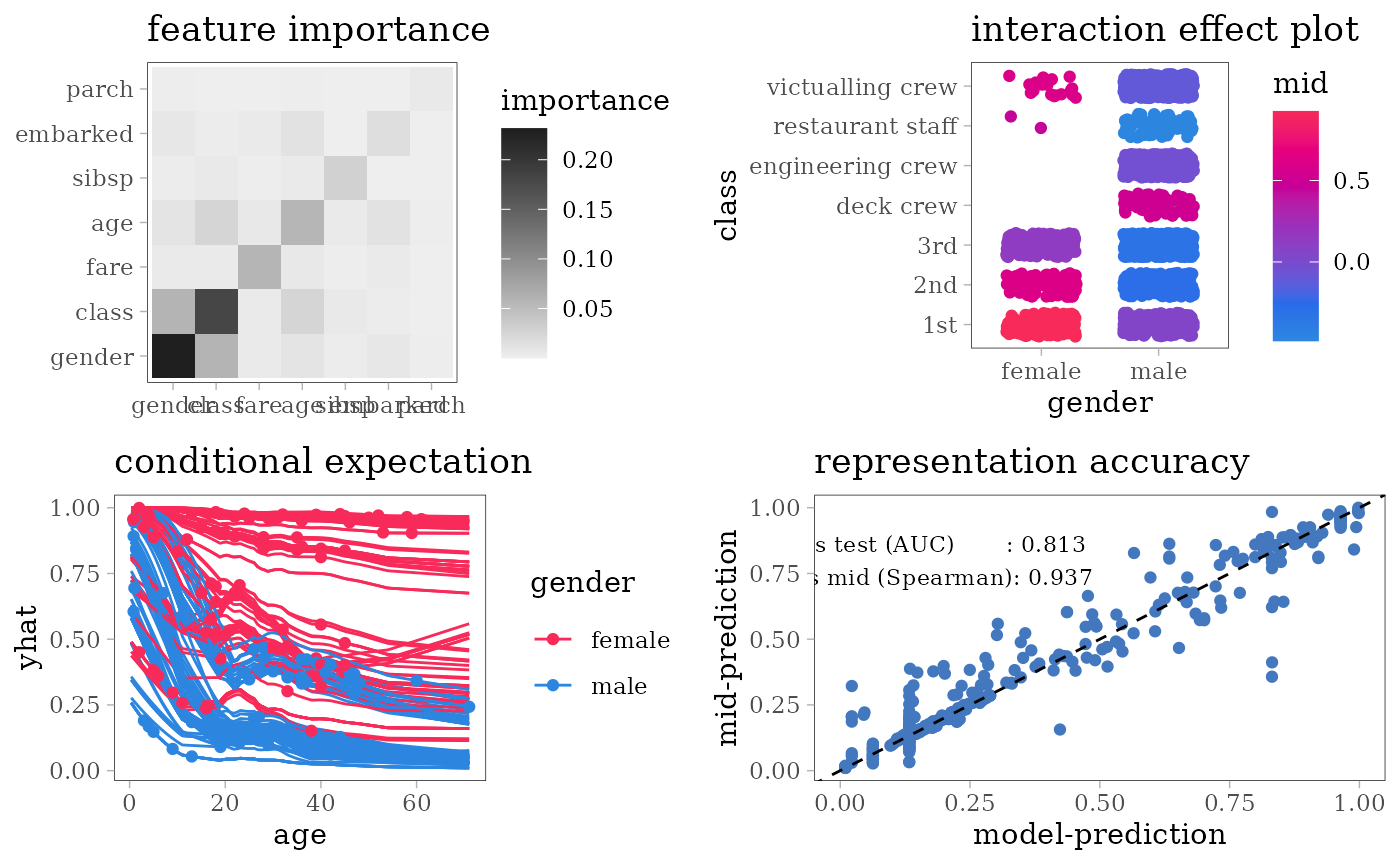 feature importance
parch
embarked
sibsp
age
fare
class
gender
gender class fare age sibsp embarked parch
importance
0.20
0.15
0.10
0.05
interaction effect plot
class
victualling crew
restaurant staff
engineering crew
deck crew
3rd
2nd
1st
female male
gender
mid
0.5
0.0
conditional expectation
yhat
1.00
0.75
0.50
0.25
0.00
0 20 40 60
age
gender
female
male
representation accuracy
mid-prediction
1.00
0.75
0.50
0.25
0.00
s test (AUC) : 0.813
s mid (Spearman): 0.937
0.00 0.25 0.50 0.75 1.00
model-prediction